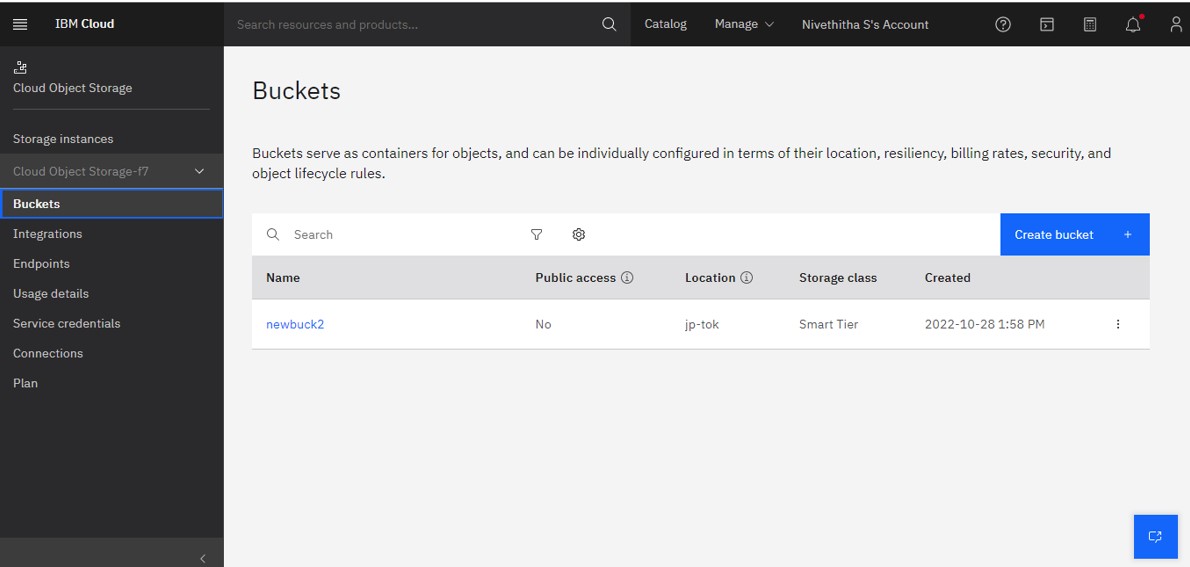 IBM Cloud
Search resources and products...
Catalog
Manage
Nivethitha S's Account
Cloud Object Storage
Storage instances
Cloud Object Storage-f7
Buckets
Integrations
Endpoints
Usage details
Service credentials
Connections
Plan
Buckets
Buckets serve as containers for objects, and can be individually configured in terms of their location, resiliency, billing rates, security, and
object lifecycle rules.
Search
Create bucket +
Name Public access Location Storage class Created
newbuck2 No jp-tok Smart Tier 2022-10-28 1:58 PM